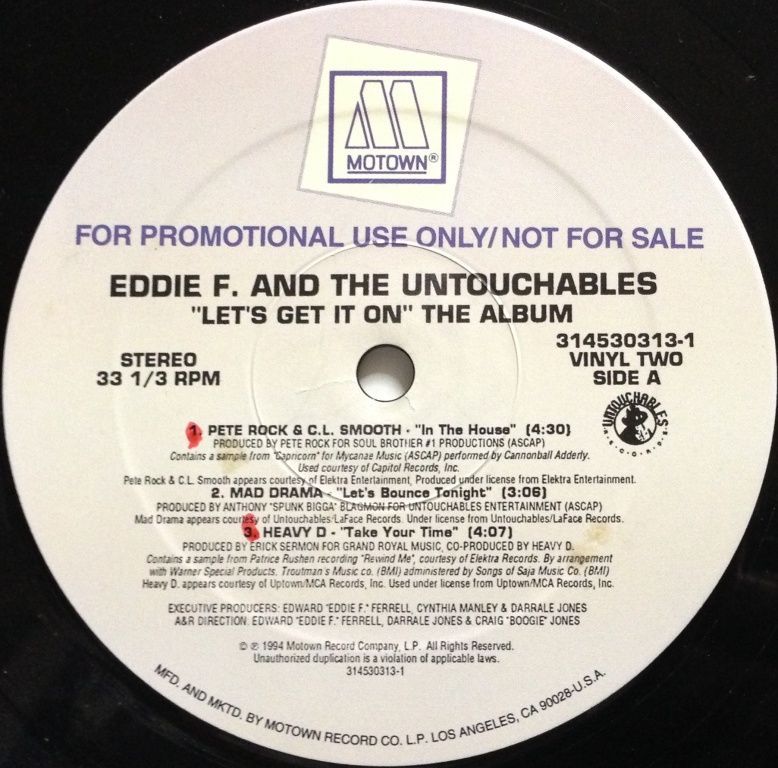 MOTOWN®
FOR PROMOTIONAL USE ONLY/NOT FOR SALE
EDDIE F. AND THE UNTOUCHABLES
"LET'S GET IT ON" THE ALBUM
314530313-1
STEREO
33 1/3 RPM
VINYL TWO
SIDE A
UNTOUCHABLES
RECORDS
1. PETE ROCK & C.L. SMOOTH - "In The House" (4:30)
PRODUCED BY PETE ROCK FOR SOUL BROTHER #1 PRODUCTIONS (ASCAP)
Contains a sample from "Capricorn" for Mycanae Music (ASCAP) performed by Cannonball Adderly.
Used courtesy of Capitol Records, Inc.
Pete Rock & C.L. Smooth appears courtesy of Elektra Entertainment, Produced under license from Elektra Entertainment.
2. MAD DRAMA - "Let's Bounce Tonight" (3:06)
PRODUCED BY ANTHONY "SPUNK BIGGA" BLAGMON FOR UNTOUCHABLES ENTERTAINMENT (ASCAP)
Mad Drama appears courtesy of Untouchables/LaFace Records. Under license from Untouchables/LaFace Records.
3. HEAVY D - "Take Your Time" (4:07)
PRODUCED BY ERICK SERMON FOR GRAND ROYAL MUSIC, CO-PRODUCED BY HEAVY D.
Contains a sample from Patrice Rushen recording "Rewind Me", courtesy of Elektra Records. By arrangement
with Warner Special Products. Troutman's Music co. (BMI) administered by Songs of Saja Music Co. (BMI)
Heavy D. appears courtesy of Uptown/MCA Records, Inc. Used under license from Uptown/MCA Records, Inc.
EXECUTIVE PRODUCERS: EDWARD "EDDIE F." FERRELL, CYNTHIA MANLEY & DARRALE JONES
A&R DIRECTION: EDWARD "EDDIE F." FERRELL, DARRALE JONES & CRAIG "BOOGIE" JONES
© ℗ 1994 Motown Record Company, L.P. All Rights Reserved.
Unauthorized duplication is a violation of applicable laws.
314530313-1
MFD. AND MKTD. BY MOTOWN RECORD CO. L.P. LOS ANGELES, CA 90028-U.S.A.